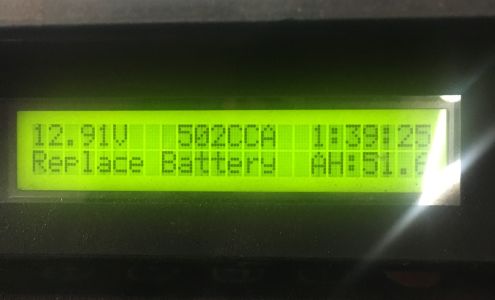 12.91V 502CCA 1:39:25
Replace Battery AH:51.6